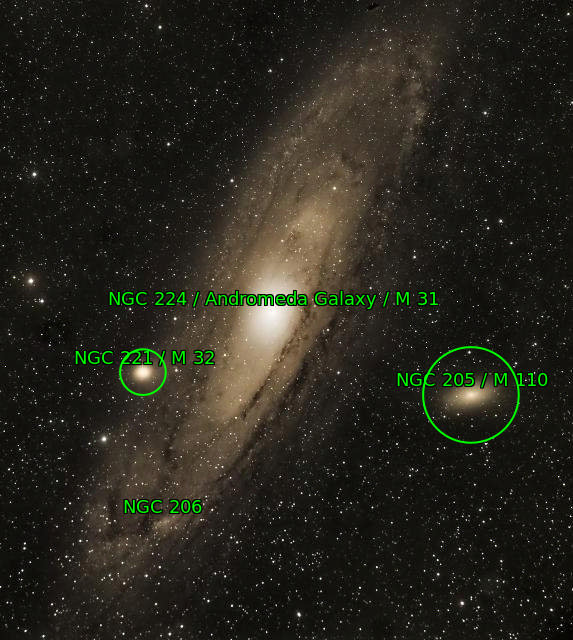 NGC 224 / Andromeda Galaxy / M 31
NGC 221 / M 32
NGC 205 / M 110
NGC 206